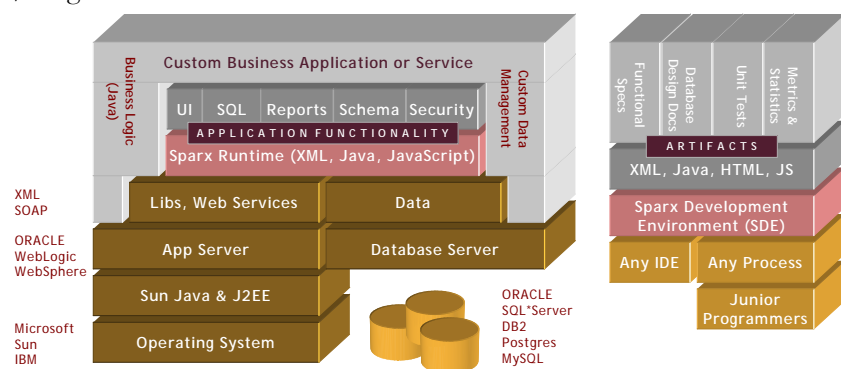 Custom Business Application or Service
Business Logic
(Java)
Custom Data
Management
UI
SQL
Reports
Schema
Security
APPLICATION FUNCTIONALITY
Sparx Runtime (XML, Java, JavaScript)
XML
SOAP
Libs, Web Services
Data
ORACLE
WebLogic
WebSphere
App Server
Database Server
Sun Java & J2EE
Microsoft
Sun
IBM
Operating System
ORACLE
SQL*Server
DB2
Postgres
MySQL
Functional
Specs
Database
Design Docs
Unit Tests
Metrics &
Statistics
ARTIFACTS
XML, Java, HTML, JS
Sparx Development
Environment (SDE)
Any IDE
Any Process
Junior
Programmers